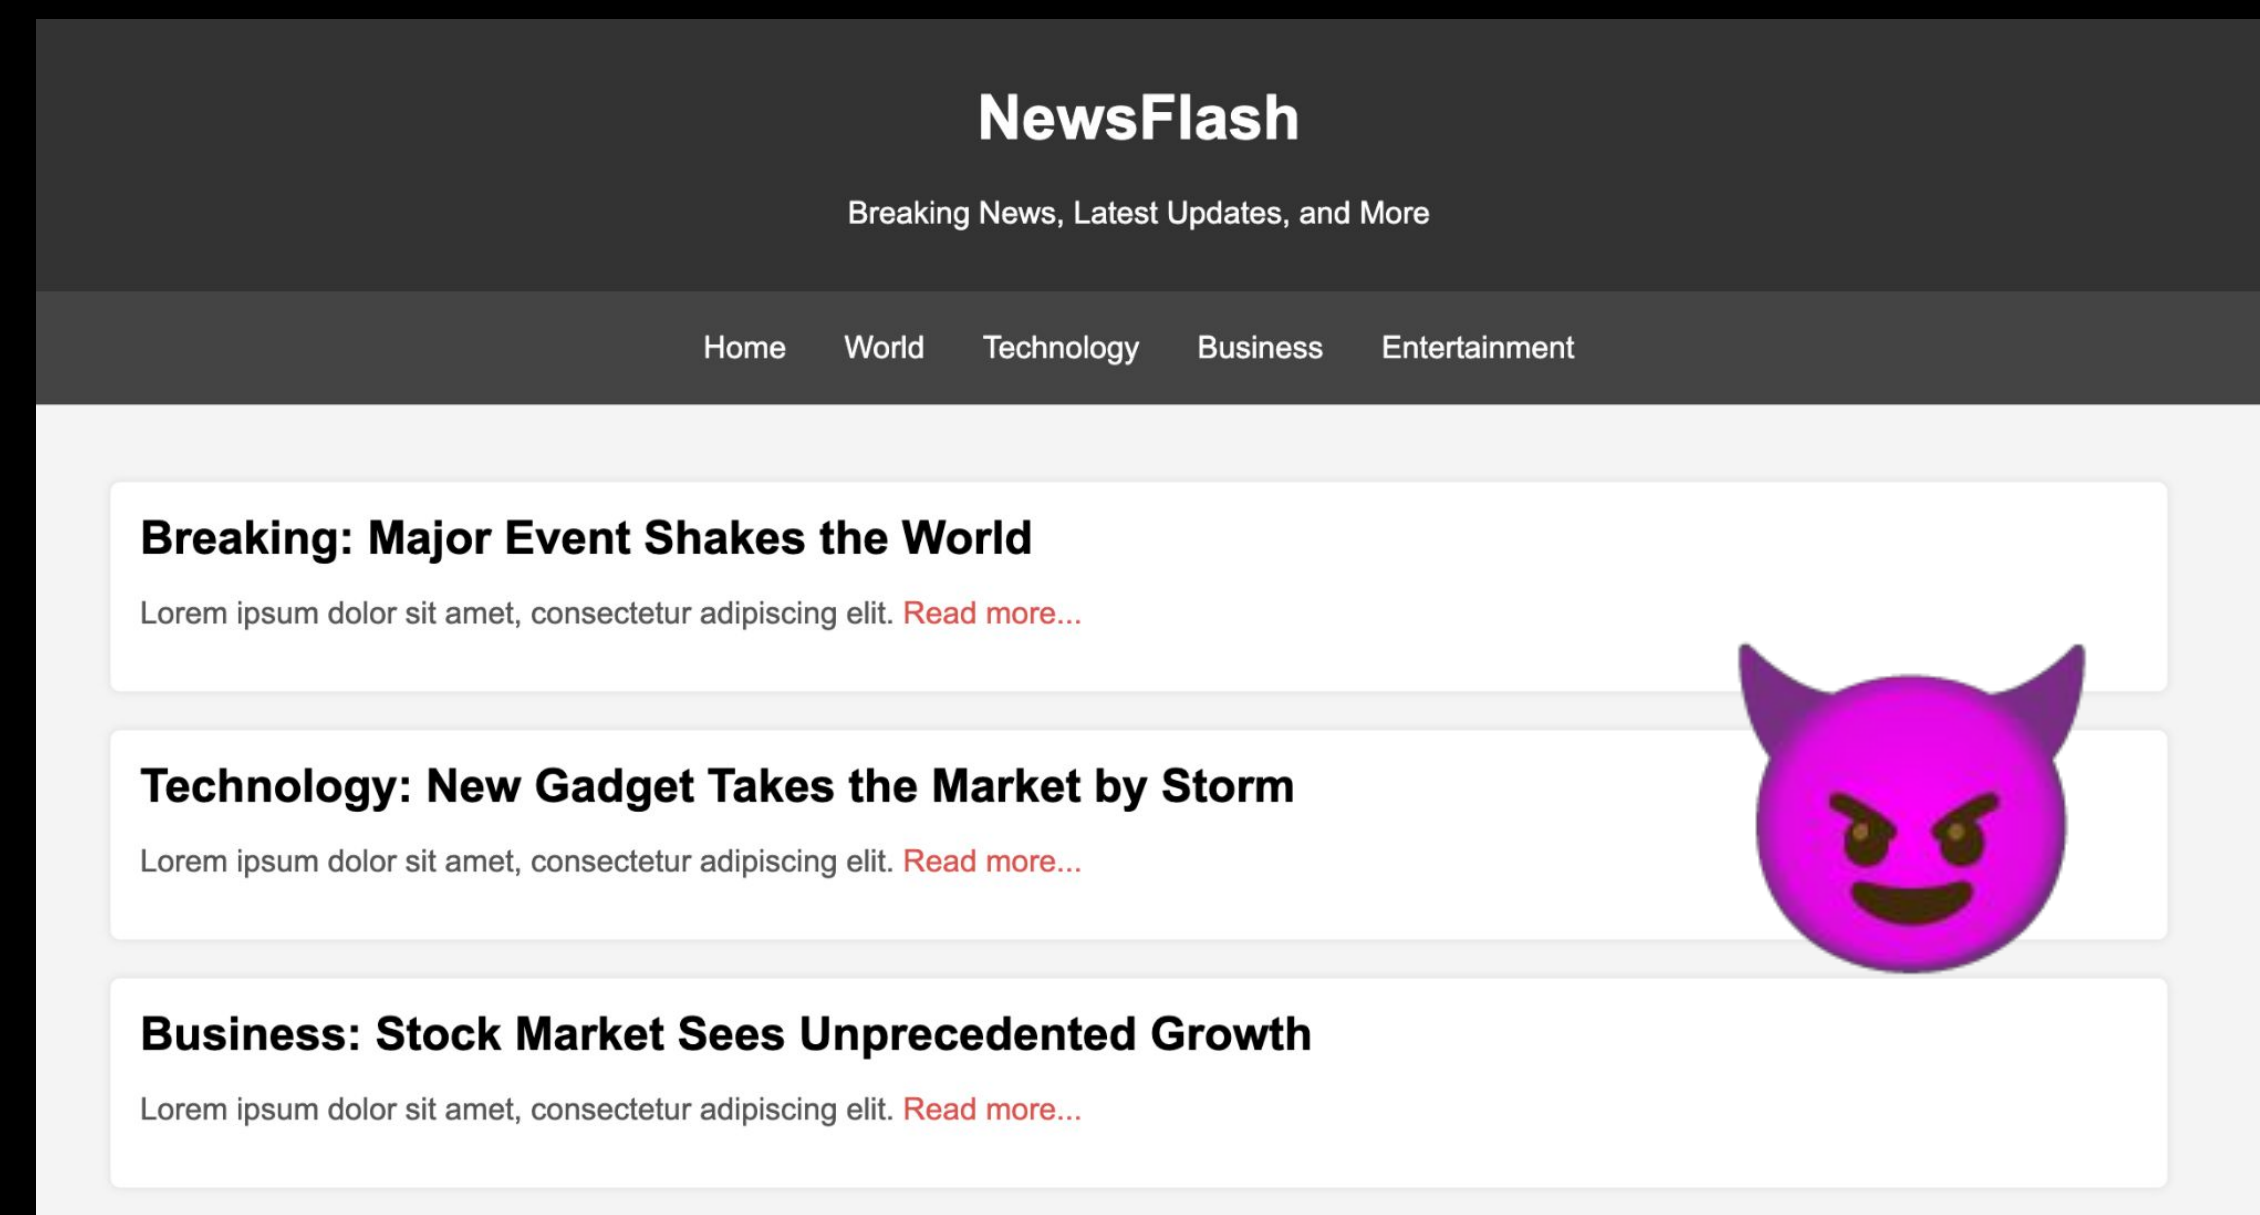 NewsFlash
Breaking News, Latest Updates, and More
Home World Technology Business Entertainment
Breaking: Major Event Shakes the World
Lorem ipsum dolor sit amet, consectetur adipiscing elit. Read more...
Technology: New Gadget Takes the Market by Storm
Lorem ipsum dolor sit amet, consectetur adipiscing elit. Read more...
Business: Stock Market Sees Unprecedented Growth
Lorem ipsum dolor sit amet, consectetur adipiscing elit. Read more...